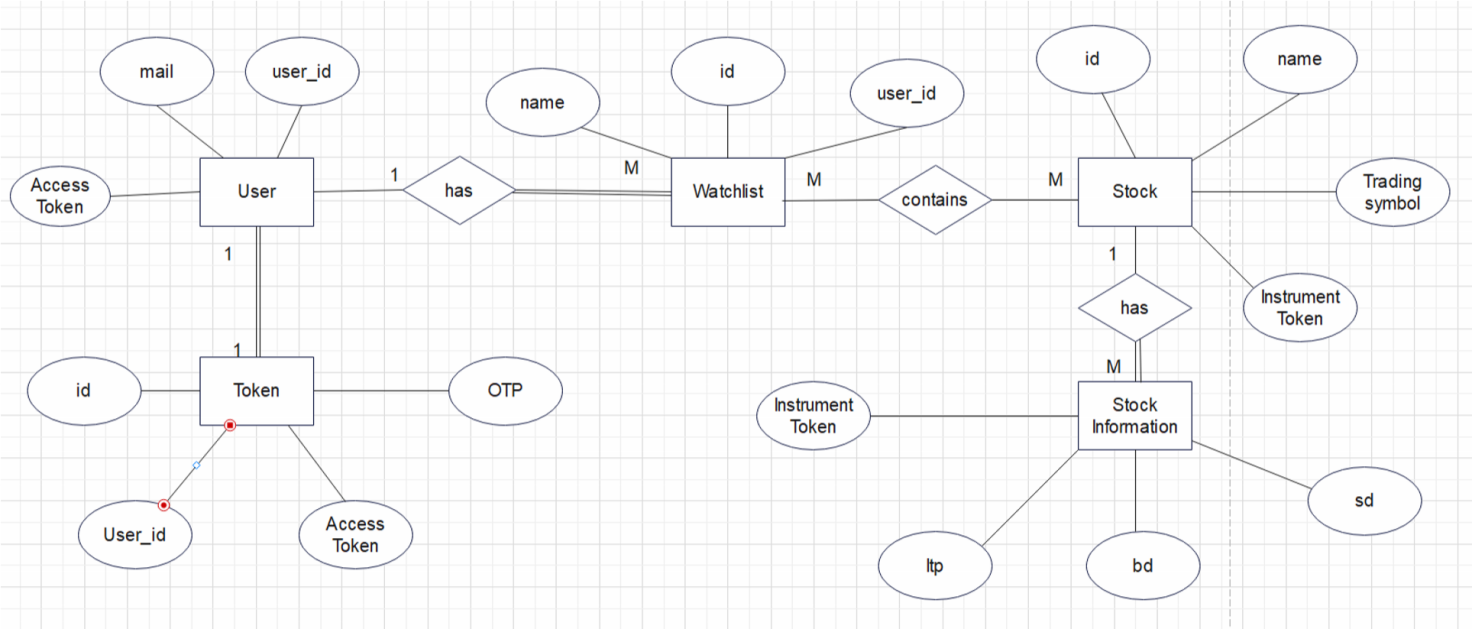 mail
user_id
Access
Token
User
1
has
M
name
id
user_id
Watchlist
M
contains
M
id
name
Stock
Trading
symbol
Instrument
Token
1
has
M
1
1
id
Token
OTP
User_id
Access
Token
Instrument
Token
Stock
Information
ltp
bd
sd